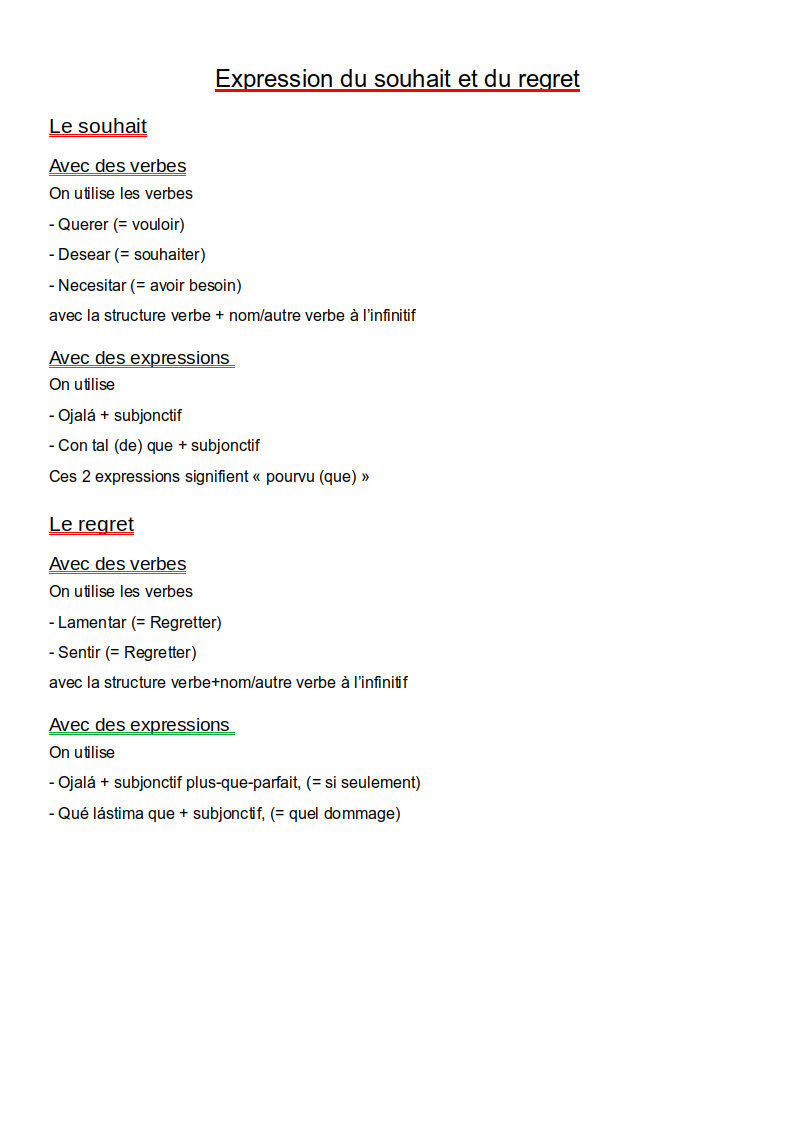 Expression du souhait et du regret
Le souhait
Avec des verbes
On utilise les verbes
- Querer (= vouloir)
- Desear (= souhaiter)
- Necesitar (= avoir besoin)
avec la structure verbe + nom/autre verbe à l’infinitif
Avec des expressions
On utilise
- Ojalá + subjonctif
- Con tal (de) que + subjonctif
Ces 2 expressions signifient « pourvu (que) »
Le regret
Avec des verbes
On utilise les verbes
- Lamentar (= Regretter)
- Sentir (= Regretter)
avec la structure verbe+nom/autre verbe à l’infinitif
Avec des expressions
On utilise
- Ojalá + subjonctif plus-que-parfait, (= si seulement)
- Qué lástima que + subjonctif, (= quel dommage)